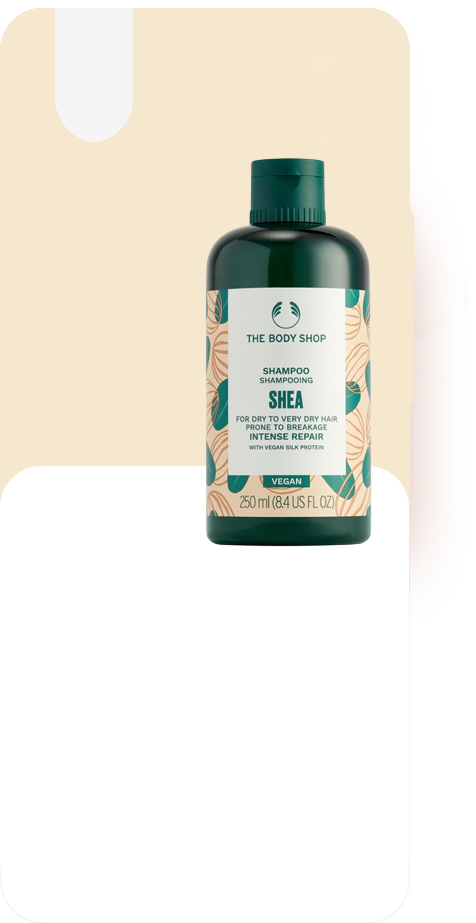 THE BODY SHOP
SHAMPOO
SHAMPOOING
SHEA
FOR DRY TO VERY DRY HAIR
PRONE TO BREAKAGE
INTENSE REPAIR
WITH VEGAN SILK PROTEIN
VEGAN
250 ml (8.4 US FL OZ)